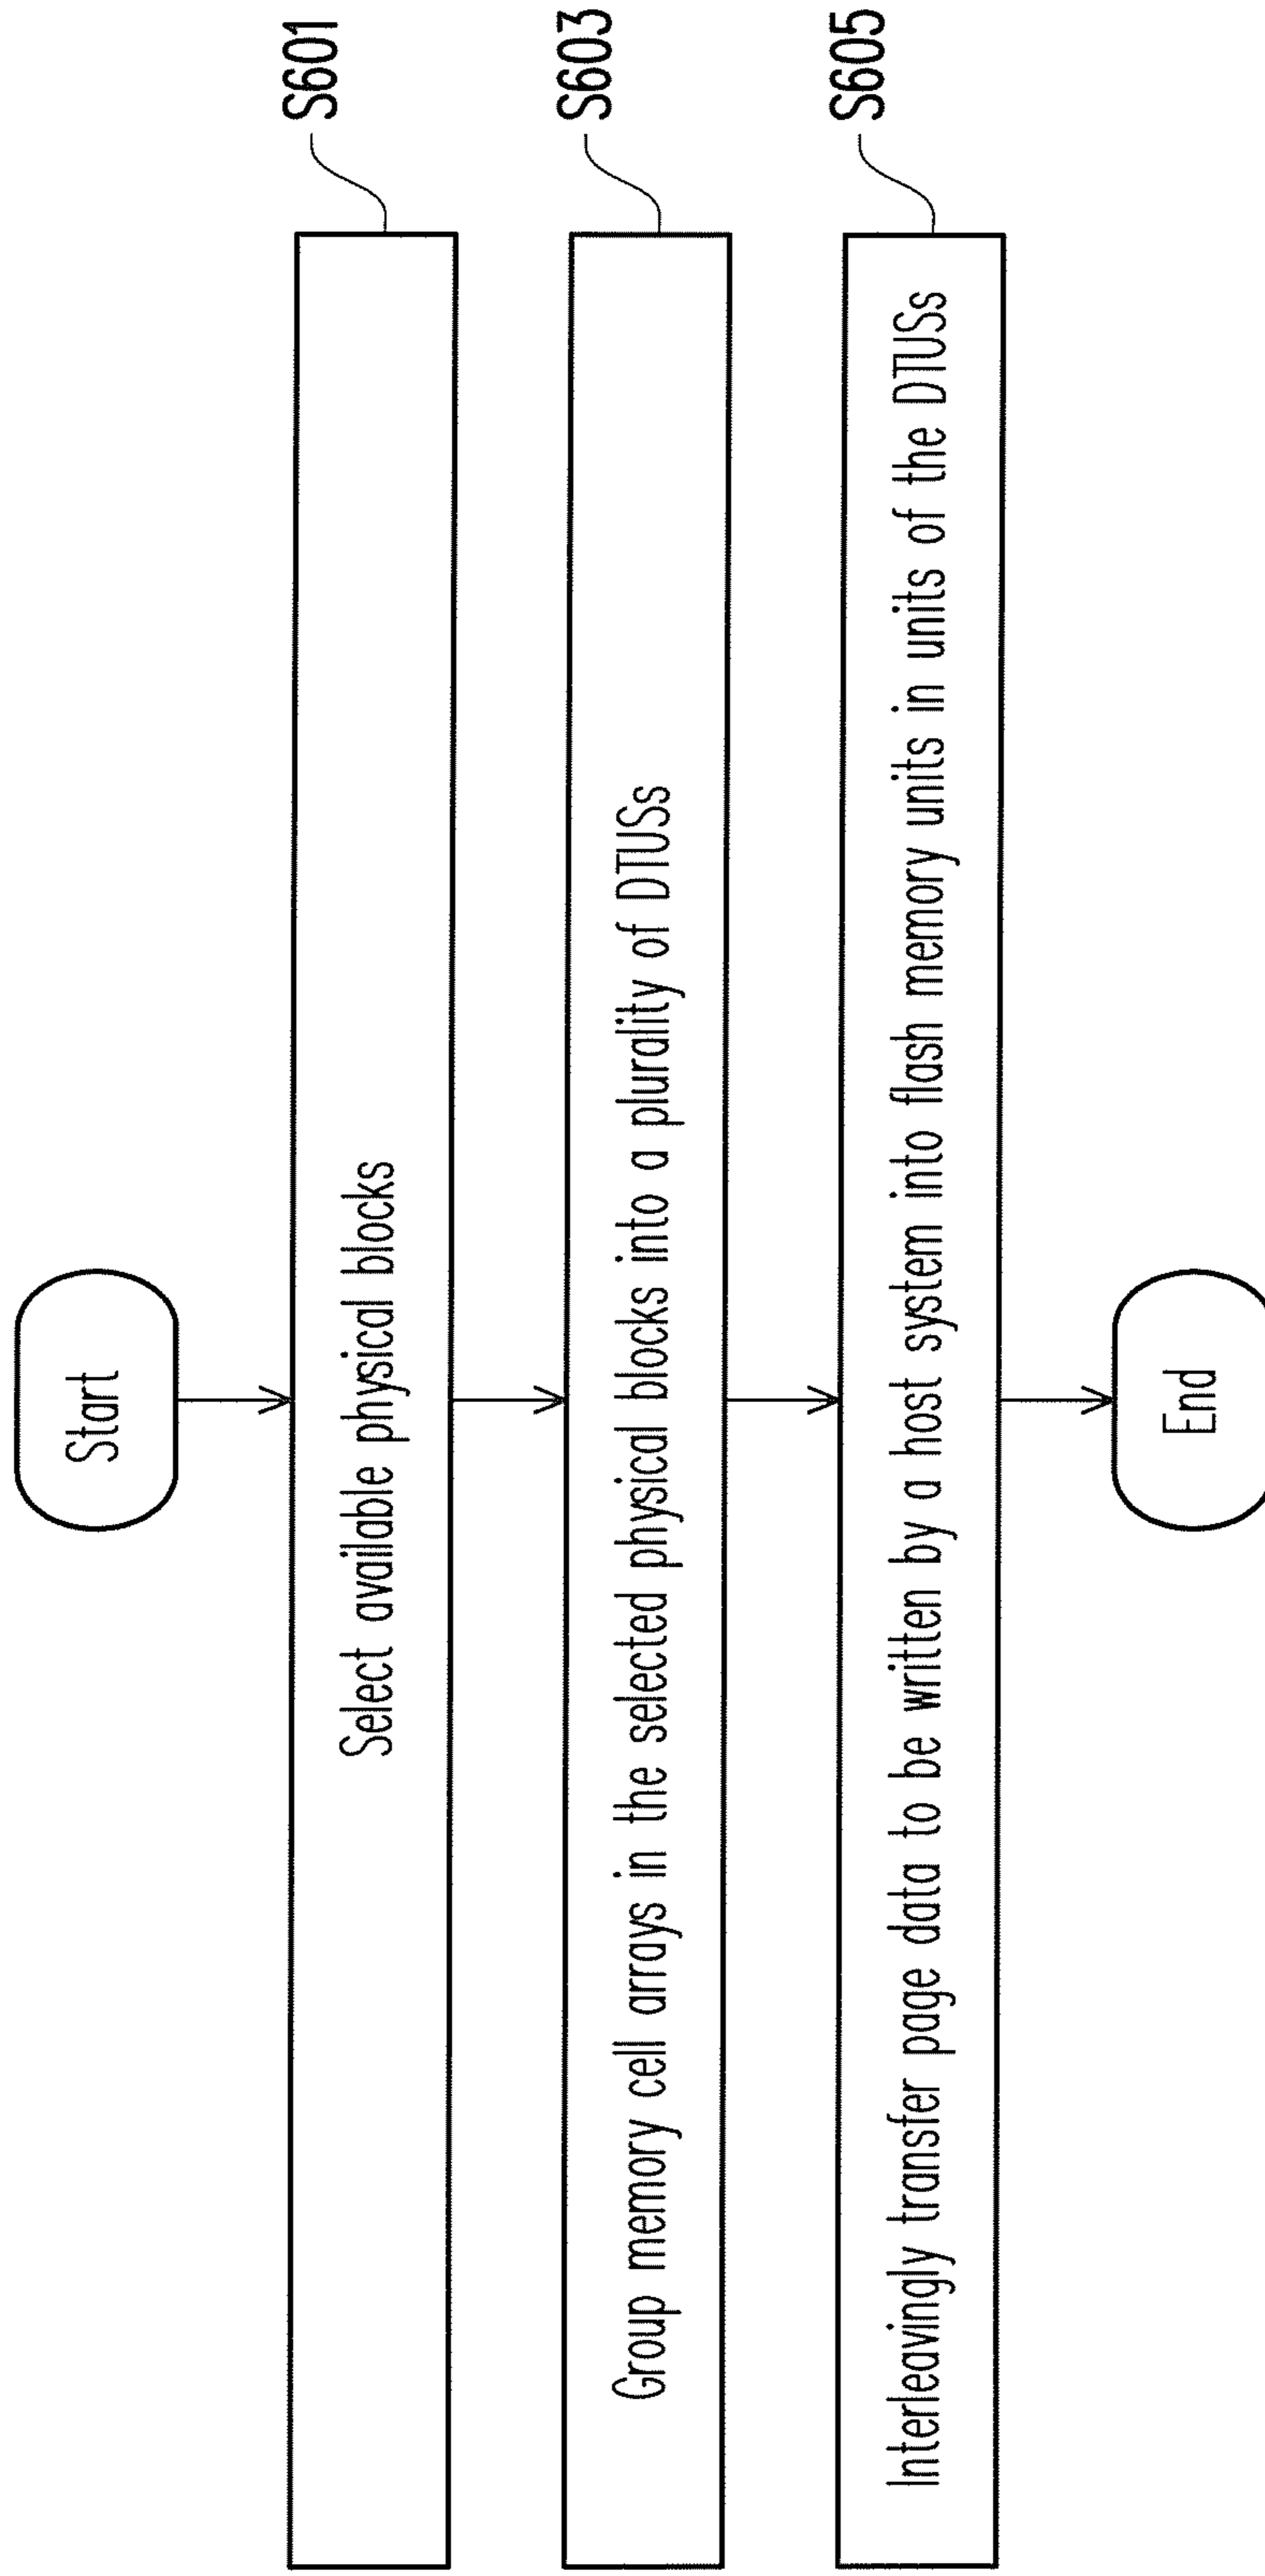 Start
Select available physical blocks
S601
Group memory cell arrays in the selected physical blocks into a plurality of DTUSs
S603
Interleavingly transfer page data to be written by a host system into flash memory units in units of the DTUSs
S605
End